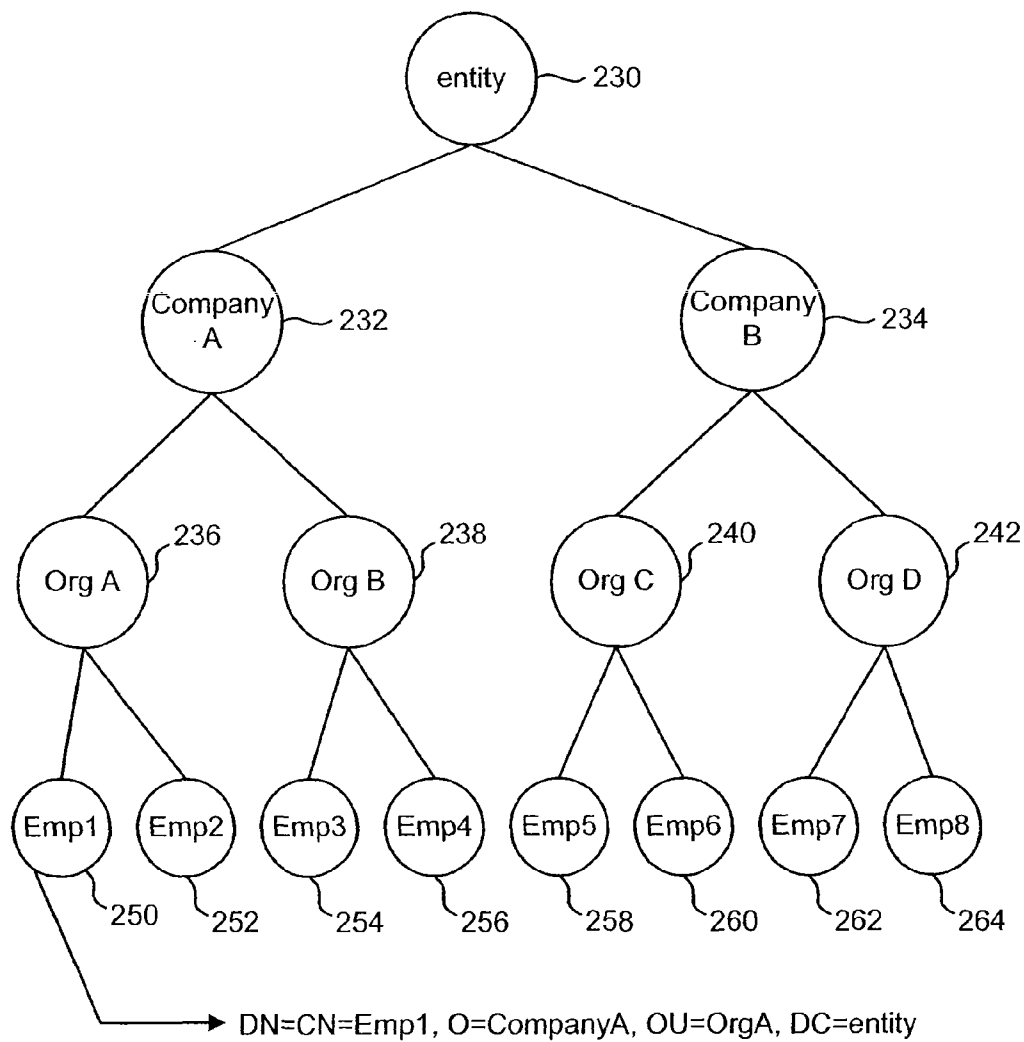 entity
230
Company
A
232
Company
B
234
Org A
236
Org B
238
Org C
240
Org D
242
Emp1
Emp2
Emp3
Emp4
Emp5
Emp6
Emp7
Emp8
250
252
254
256
258
260
262
264
DN=CN=Emp1, O=CompanyA, OU=OrgA, DC=entity